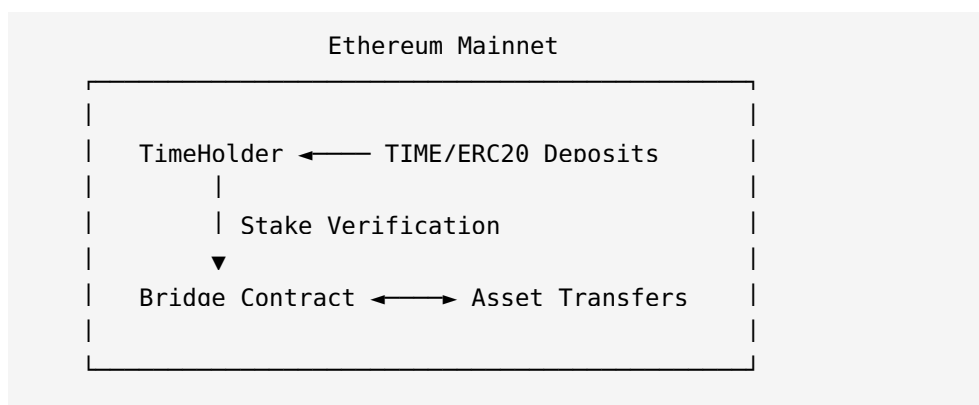 Ethereum Mainnet
TimeHolder ◄──── TIME/ERC20 Deposits
Stake Verification
Bridge Contract ◄────► Asset Transfers